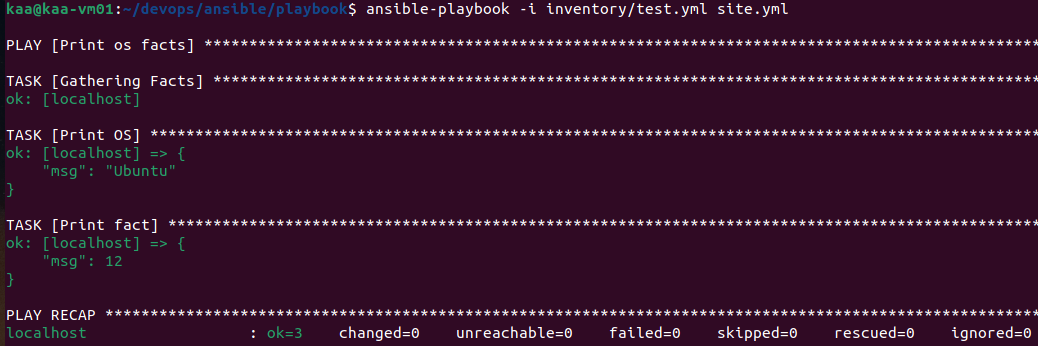 kaa@kaa-vm01:~/devops/ansible/playbook$ ansible-playbook -i inventory/test.yml site.yml
PLAY [Print os facts] *********************************************************************************************
TASK [Gathering Facts] ********************************************************************************************
ok: [localhost]
TASK [Print OS] ***************************************************************************************************
ok: [localhost] => {
    "msg": "Ubuntu"
}
TASK [Print fact] *************************************************************************************************
ok: [localhost] => {
    "msg": 12
}
PLAY RECAP ********************************************************************************************************
localhost                  : ok=3    changed=0    unreachable=0    failed=0    skipped=0    rescued=0    ignored=0